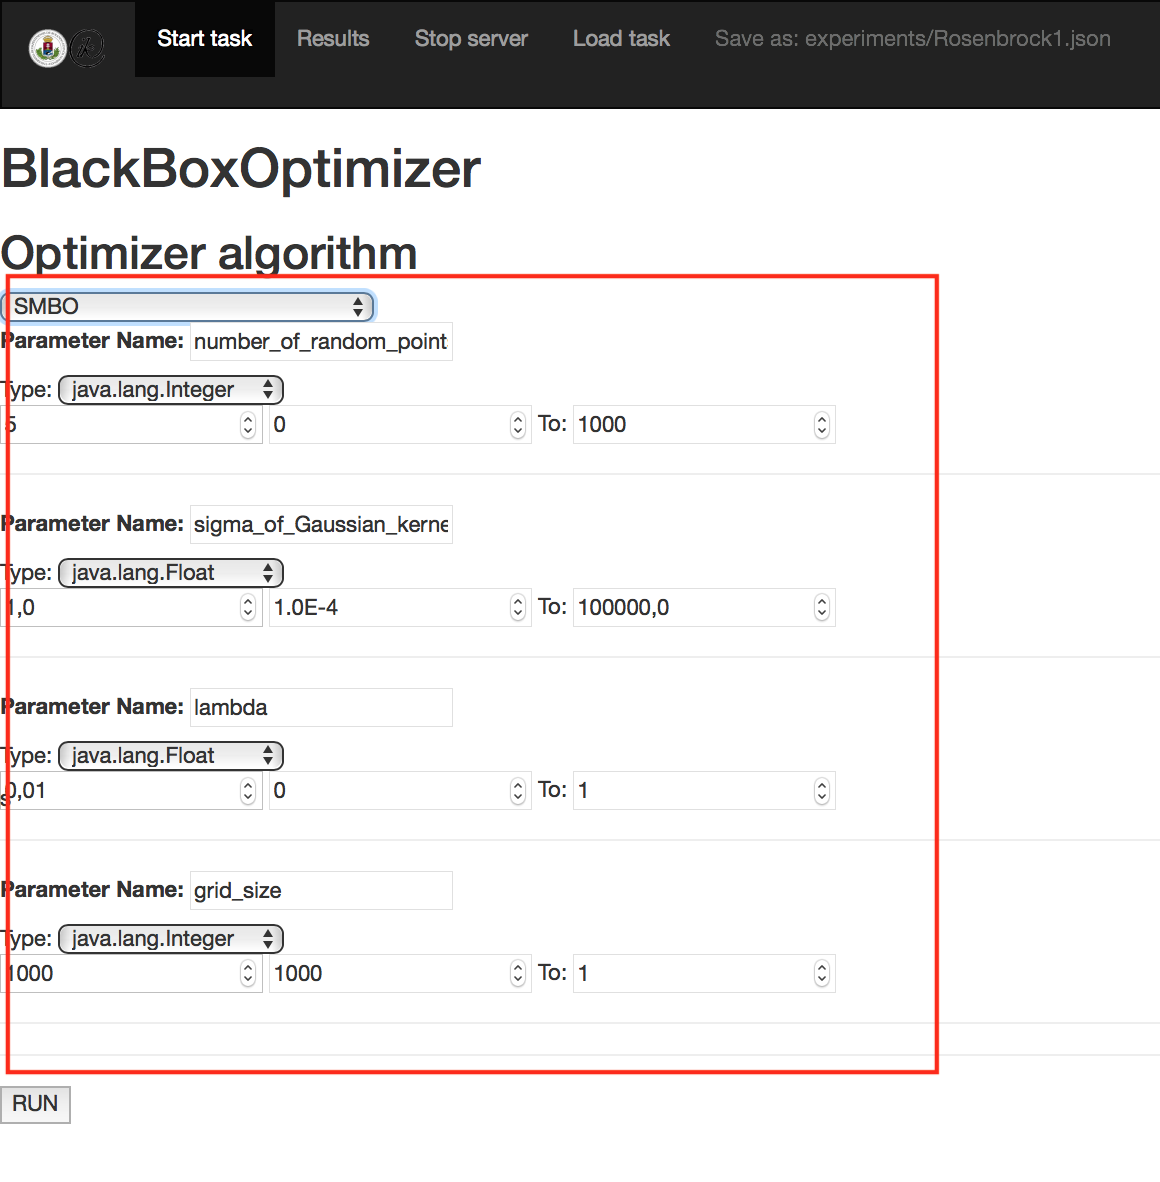 Start task Results Stop server Load task Save as: experiments/Rosenbrock1.json
BlackBoxOptimizer
Optimizer algorithm
SMBO
Parameter Name: number_of_random_point
Type: java.lang.Integer
5 0 To: 1000
Parameter Name: sigma_of_Gaussian_kerne
Type: java.lang.Float
1,0 1.0E-4 To: 100000,0
Parameter Name: lambda
Type: java.lang.Float
0,01 0 To: 1
s
Parameter Name: grid_size
Type: java.lang.Integer
1000 1000 To: 1
RUN